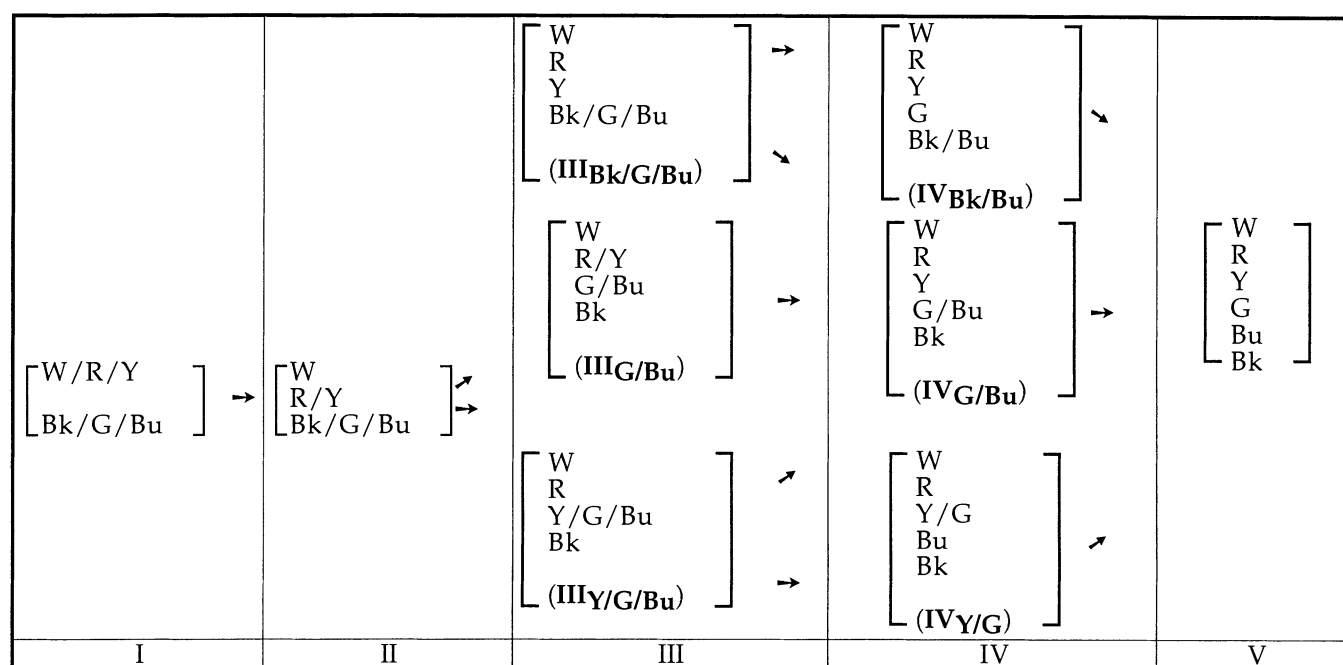 W/R/Y
Bk/G/Bu
W
R/Y
Bk/G/Bu
W
R
Y
Bk/G/Bu
(IIIBk/G/Bu)
W
R/Y
G/Bu
Bk
(IIIG/Bu)
W
R
Y/G/Bu
Bk
(IIIY/G/Bu)
W
R
Y
G
Bk/Bu
(IVBk/Bu)
W
R
Y
G/Bu
Bk
(IVG/Bu)
W
R
Y/G
Bu
Bk
(IVY/G)
W
R
Y
G
Bu
Bk
I
II
III
IV
V